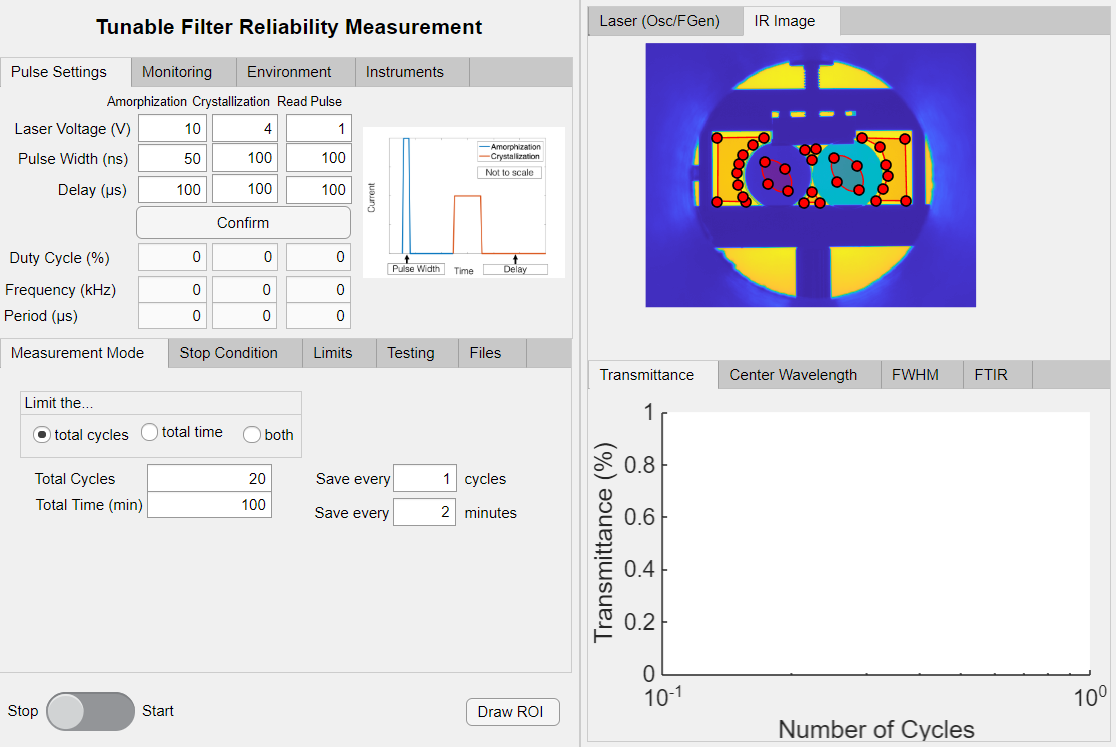 Tunable Filter Reliability Measurement
Pulse Settings Monitoring Environment Instruments
Amorphization Crystallization Read Pulse
Laser Voltage (V) 10 4 1
Pulse Width (ns) 50 100 100
Delay (µs) 100 100 100
Confirm
Duty Cycle (%) 0 0 0
Frequency (kHz) 0 0 0
Period (µs) 0 0 0
Amorphization
Crystallization
Not to scale
Current
Pulse Width Time Delay
Measurement Mode Stop Condition Limits Testing Files
Limit the...
total cycles total time both
Total Cycles 20 Save every 1 cycles
Total Time (min) 100 Save every 2 minutes
Stop Start Draw ROI
Laser (Osc/FGen) IR Image
Transmittance Center Wavelength FWHM FTIR
Transmittance (%)
1
0.8
0.6
0.4
0.2
0
10⁻¹ 10⁰
Number of Cycles